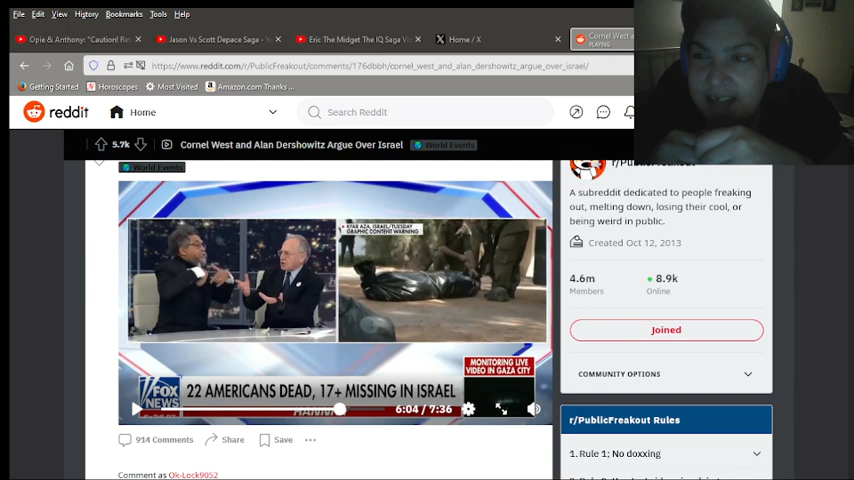 File Edit View History Bookmarks Tools Help
Opie & Anthony: "Caution! Ret
Jason Vs Scott Depace Saga -
Eric The Midget The IQ Saga Vi
Home / X
Cornel West a
PLAYING
https://www.reddit.com/r/PublicFreakout/comments/176dbbh/cornel_west_and_alan_dershowitz_argue_over_israel/
Getting Started Horoscopes Most Visited Amazon.com Thanks ...
reddit Home Search Reddit
5.7k Cornel West and Alan Dershowitz Argue Over Israel World Events
World Events
KFAR AZA, ISRAEL/TUESDAY
GRAPHIC CONTENT WARNING
MONITORING LIVE
VIDEO IN GAZA CITY
FOX
NEWS
22 AMERICANS DEAD, 17+ MISSING IN ISRAEL
6:04 / 7:36
914 Comments Share Save
Comment as Ok-Lock9052
A subreddit dedicated to people freaking
out, melting down, losing their cool, or
being weird in public.
Created Oct 12, 2013
4.6m 8.9k
Members Online
Joined
COMMUNITY OPTIONS
r/PublicFreakout Rules
1. Rule 1; No doxxing